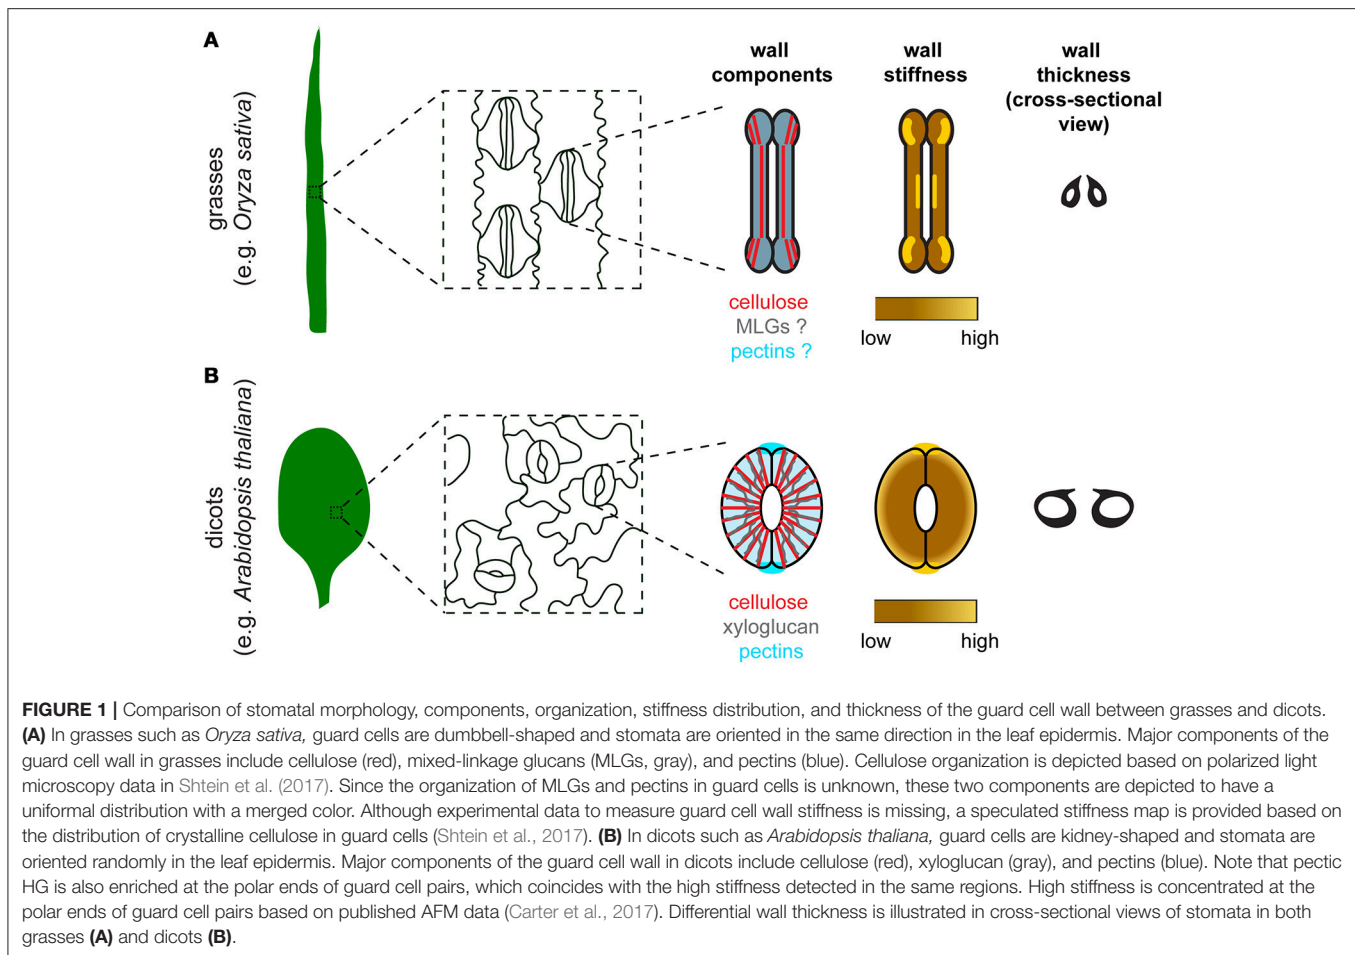 A
grasses
(e.g. Oryza sativa)
wall
components
wall
stiffness
wall
thickness
(cross-sectional
view)
cellulose
MLGs ?
pectins ?
low high
B
dicots
(e.g. Arabidopsis thaliana)
cellulose
xyloglucan
pectins
low high
FIGURE 1 | Comparison of stomatal morphology, components, organization, stiffness distribution, and thickness of the guard cell wall between grasses and dicots.
(A) In grasses such as Oryza sativa, guard cells are dumbbell-shaped and stomata are oriented in the same direction in the leaf epidermis. Major components of the
guard cell wall in grasses include cellulose (red), mixed-linkage glucans (MLGs, gray), and pectins (blue). Cellulose organization is depicted based on polarized light
microscopy data in Shtein et al. (2017). Since the organization of MLGs and pectins in guard cells is unknown, these two components are depicted to have a
uniformal distribution with a merged color. Although experimental data to measure guard cell wall stiffness is missing, a speculated stiffness map is provided based on
the distribution of crystalline cellulose in guard cells (Shtein et al., 2017). (B) In dicots such as Arabidopsis thaliana, guard cells are kidney-shaped and stomata are
oriented randomly in the leaf epidermis. Major components of the guard cell wall in dicots include cellulose (red), xyloglucan (gray), and pectins (blue). Note that pectic
HG is also enriched at the polar ends of guard cell pairs, which coincides with the high stiffness detected in the same regions. High stiffness is concentrated at the
polar ends of guard cell pairs based on published AFM data (Carter et al., 2017). Differential wall thickness is illustrated in cross-sectional views of stomata in both
grasses (A) and dicots (B).